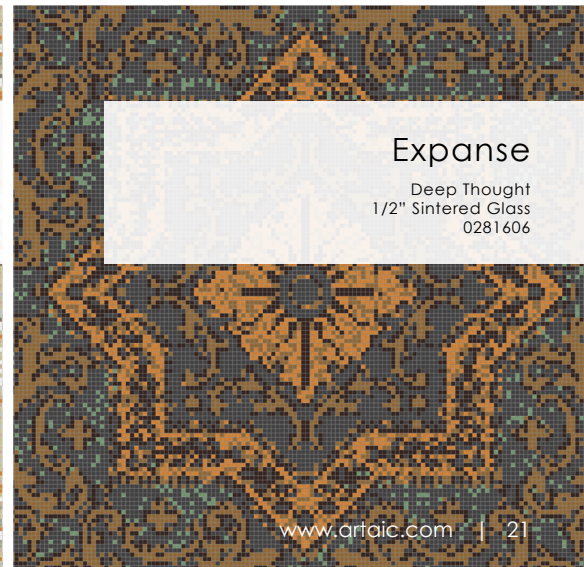 Expanse
Deep Thought
1/2" Sintered Glass
0281606
www.artaic.com | 21